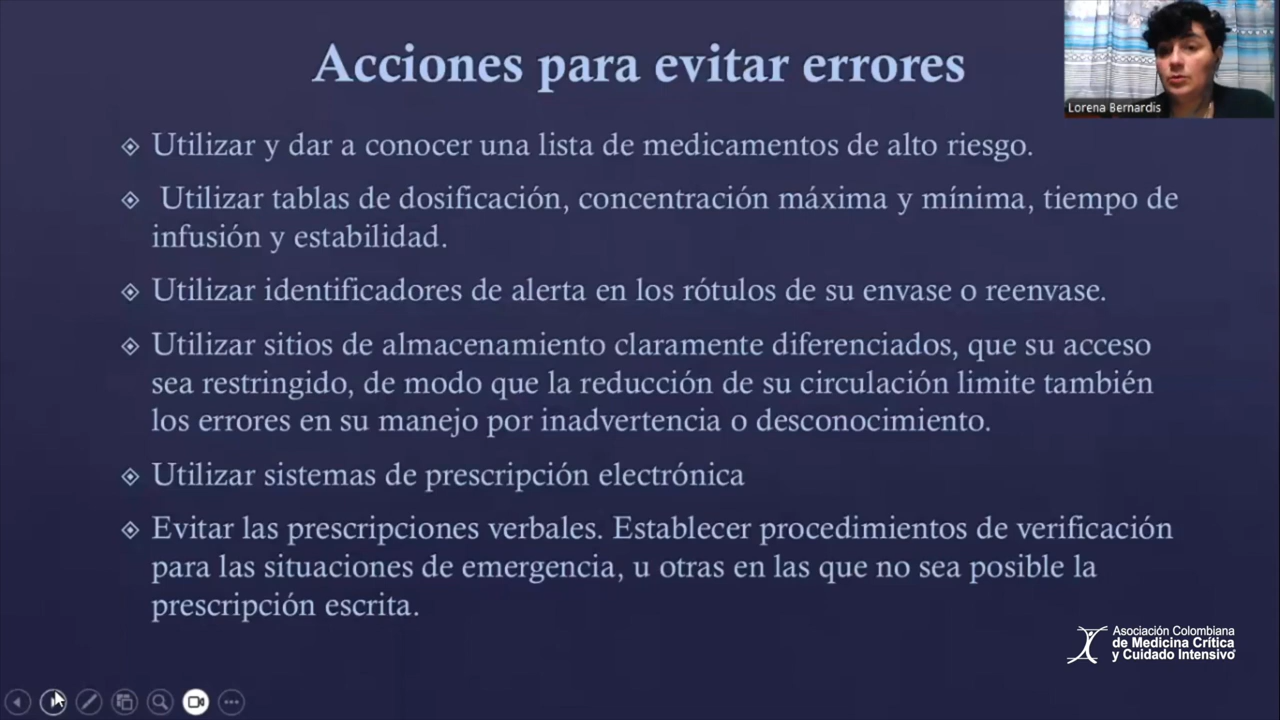 Acciones para evitar errores
Lorena Bernardis
Utilizar y dar a conocer una lista de medicamentos de alto riesgo.
Utilizar tablas de dosificación, concentración máxima y mínima, tiempo de
infusión y estabilidad.
Utilizar identificadores de alerta en los rótulos de su envase o reenvase.
Utilizar sitios de almacenamiento claramente diferenciados, que su acceso
sea restringido, de modo que la reducción de su circulación limite también
los errores en su manejo por inadvertencia o desconocimiento.
Utilizar sistemas de prescripción electrónica
Evitar las prescripciones verbales. Establecer procedimientos de verificación
para las situaciones de emergencia, u otras en las que no sea posible la
prescripción escrita.
Asociación Colombiana
de Medicina Crítica
y Cuidado Intensivo